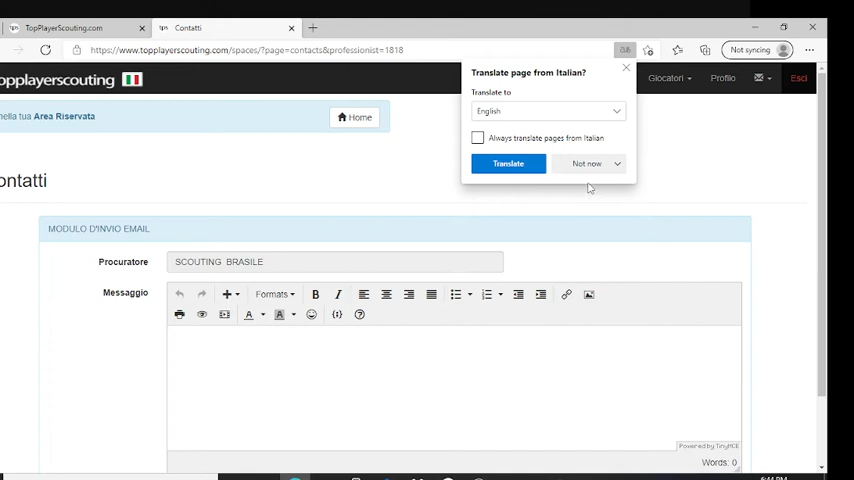 TopPlayerScouting.com
Contatti
https://www.topplayerscouting.com/spaces/?page=contacts&professionist=1818
Not syncing
opplayerscouting
Giocatori
Profilo
Esci
Translate page from Italian?
Translate to
English
Always translate pages from Italian
Translate
Not now
nella tua Area Riservata
Home
ontatti
MODULO D'INVIO EMAIL
Procuratore
SCOUTING BRASILE
Messaggio
Formats
B I
A A
Powered by TinyMCE
Words: 0